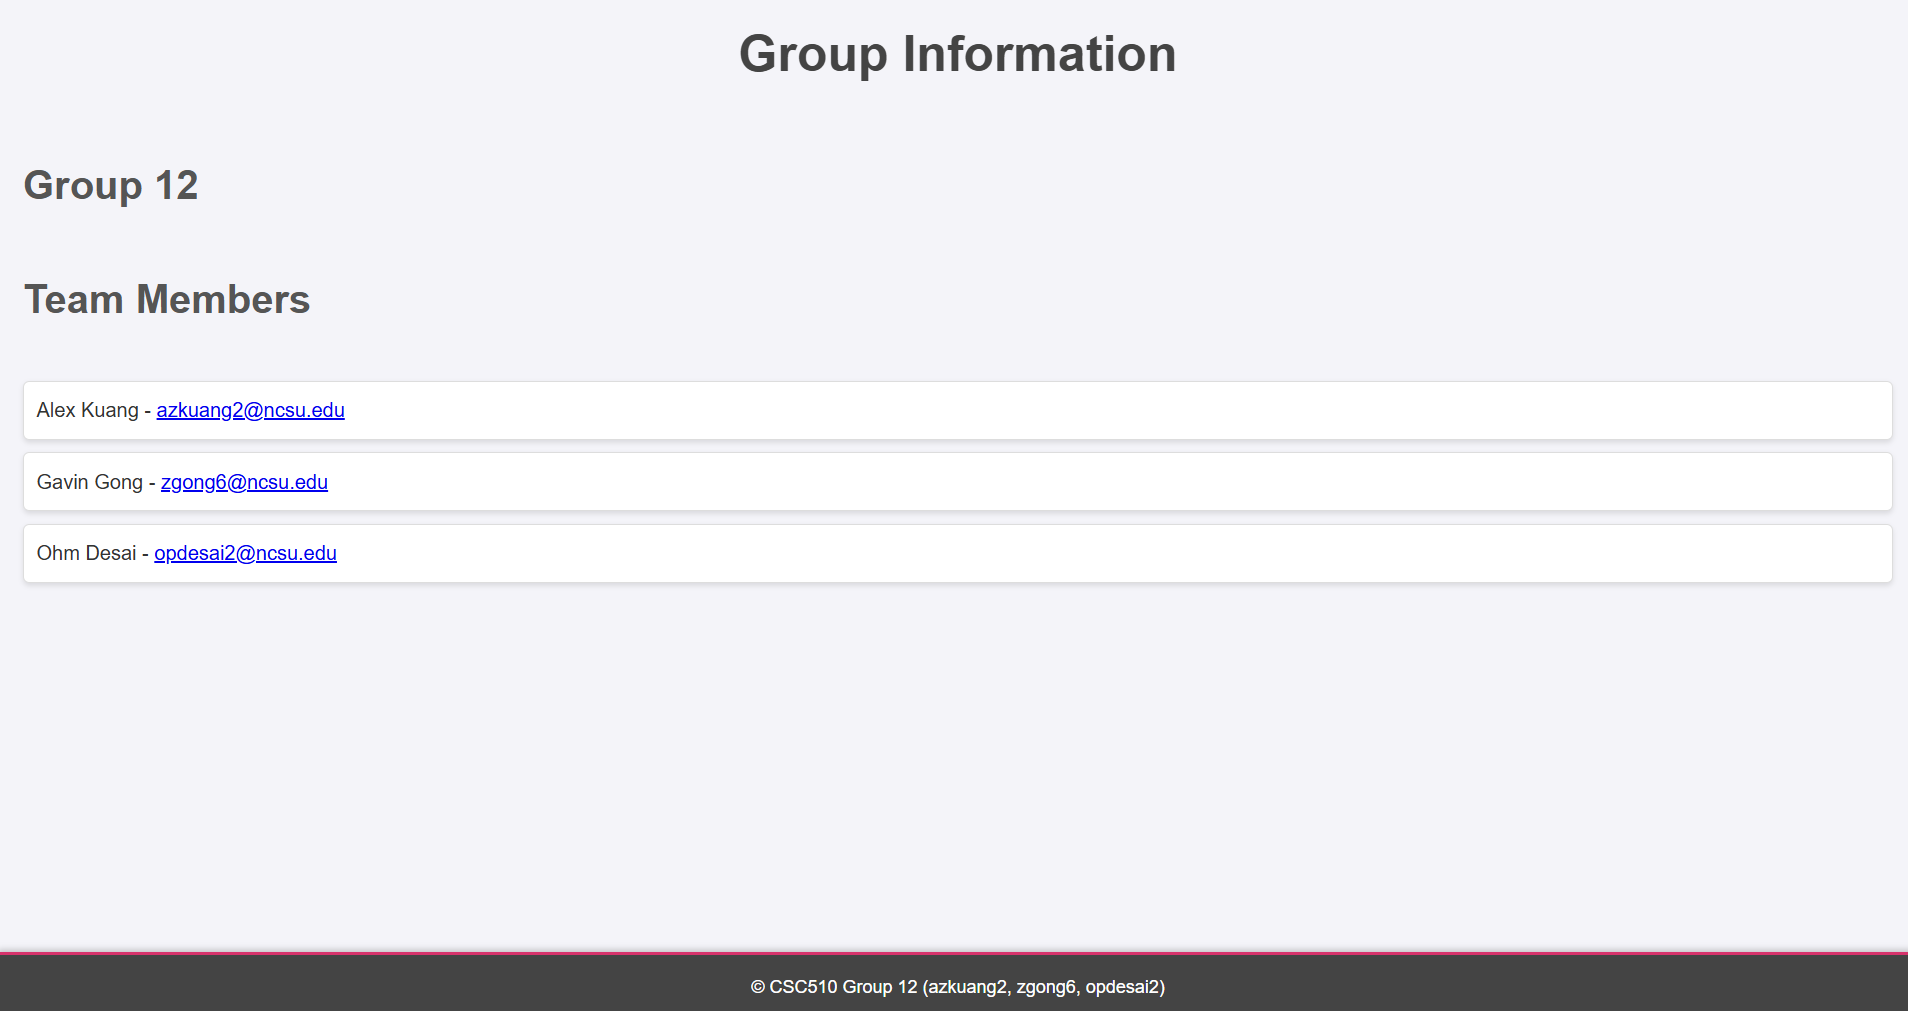 Group Information
Group 12
Team Members
Alex Kuang - azkuang2@ncsu.edu
Gavin Gong - zgong6@ncsu.edu
Ohm Desai - opdesai2@ncsu.edu
© CSC510 Group 12 (azkuang2, zgong6, opdesai2)